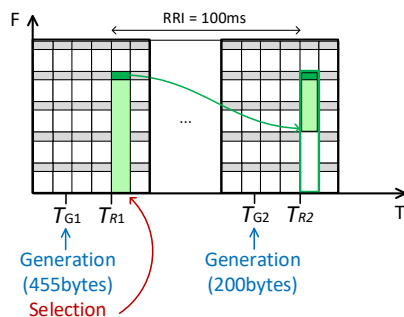 RRI = 100ms
F
...
T
TG1
TR1
TG2
TR2
Generation
(455bytes)
Generation
(200bytes)
Selection